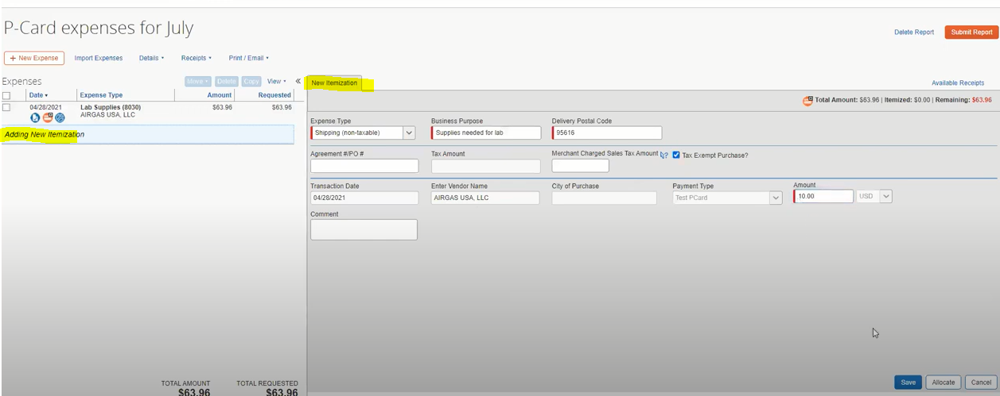 P-Card expenses for July
Delete Report Submit Report
+ New Expense Import Expenses Details Receipts Print / Email
Expenses Move Delete Copy View « New Itemization Available Receipts
Date Expense Type Amount Requested
Total Amount: $63.96 | Itemized: $0.00 | Remaining: $63.96
04/28/2021 Lab Supplies (8030) $63.96 $63.96
AIRGAS USA, LLC
Adding New Itemization
Expense Type Business Purpose Delivery Postal Code
Shipping (non-taxable) Supplies needed for lab 95616
Agreement #/PO # Tax Amount Merchant Charged Sales Tax Amount ? Tax Exempt Purchase?
Transaction Date Enter Vendor Name City of Purchase Payment Type Amount
04/28/2021 AIRGAS USA, LLC Test PCard 10.00 USD
Comment
TOTAL AMOUNT TOTAL REQUESTED
$63.96 $63.96
Save Allocate Cancel